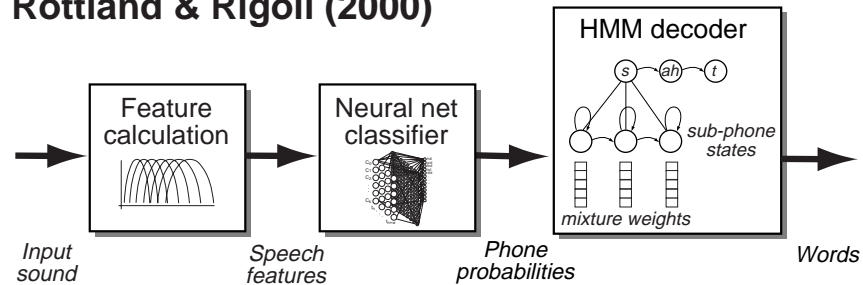 Rottland & Rigoll (2000)
HMM decoder
s ah t
Feature
calculation
Neural net
classifier
sub-phone
states
mixture weights
Input
sound
Speech
features
Phone
probabilities
Words